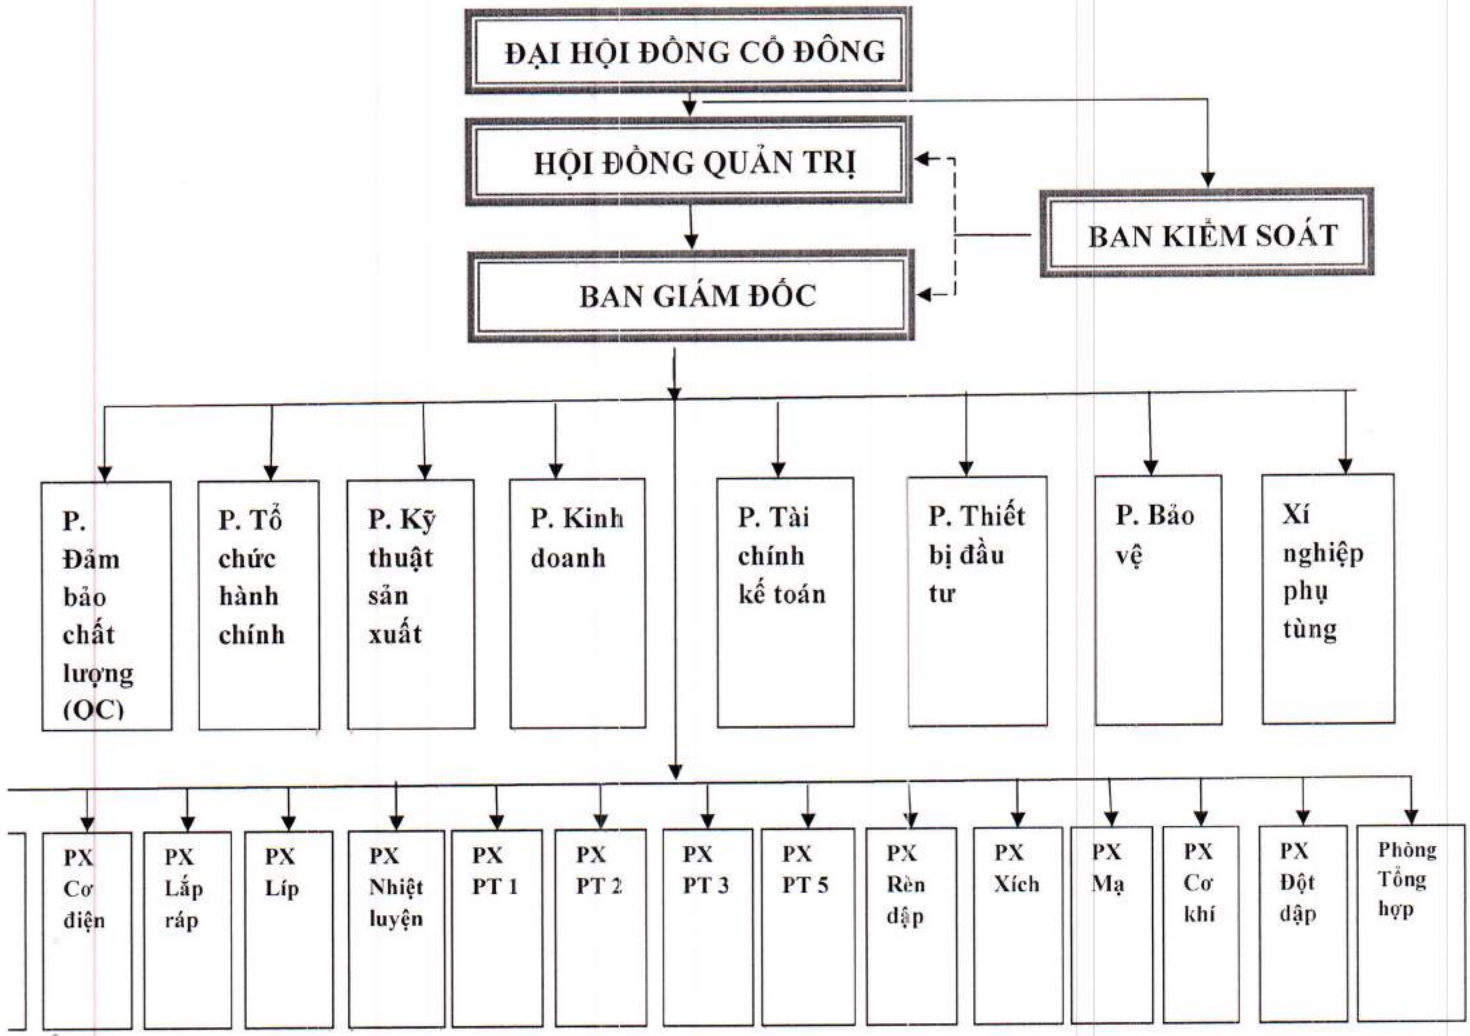 ĐẠI HỘI ĐỒNG CỔ ĐÔNG
HỘI ĐỒNG QUẢN TRỊ
BAN KIỂM SOÁT
BAN GIÁM ĐỐC
P.
Đảm
bảo
chất
lượng
(QC)
P. Tổ
chức
hành
chính
P. Kỹ
thuật
sản
xuất
P. Kinh
doanh
P. Tài
chính
kế toán
P. Thiết
bị đầu
tư
P. Bảo
vệ
Xí
nghiệp
phụ
tùng
PX
Cơ
điện
PX
Lắp
ráp
PX
Líp
PX
Nhiệt
luyện
PX
PT 1
PX
PT 2
PX
PT 3
PX
PT 5
PX
Rèn
dập
PX
Xích
PX
Mạ
PX
Cơ
khí
PX
Đột
dập
Phòng
Tổng
hợp